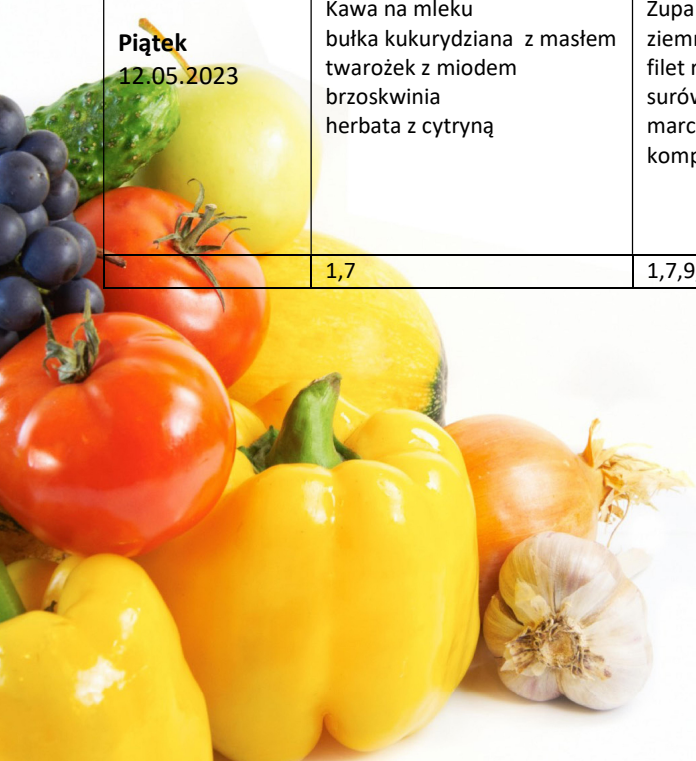 Piątek
12.05.2023
Kawa na mleku
bułka kukurydziana z masłem
twarożek z miodem
brzoskwinia
herbata z cytryną
Zupa
filet
1,7
1,7,9